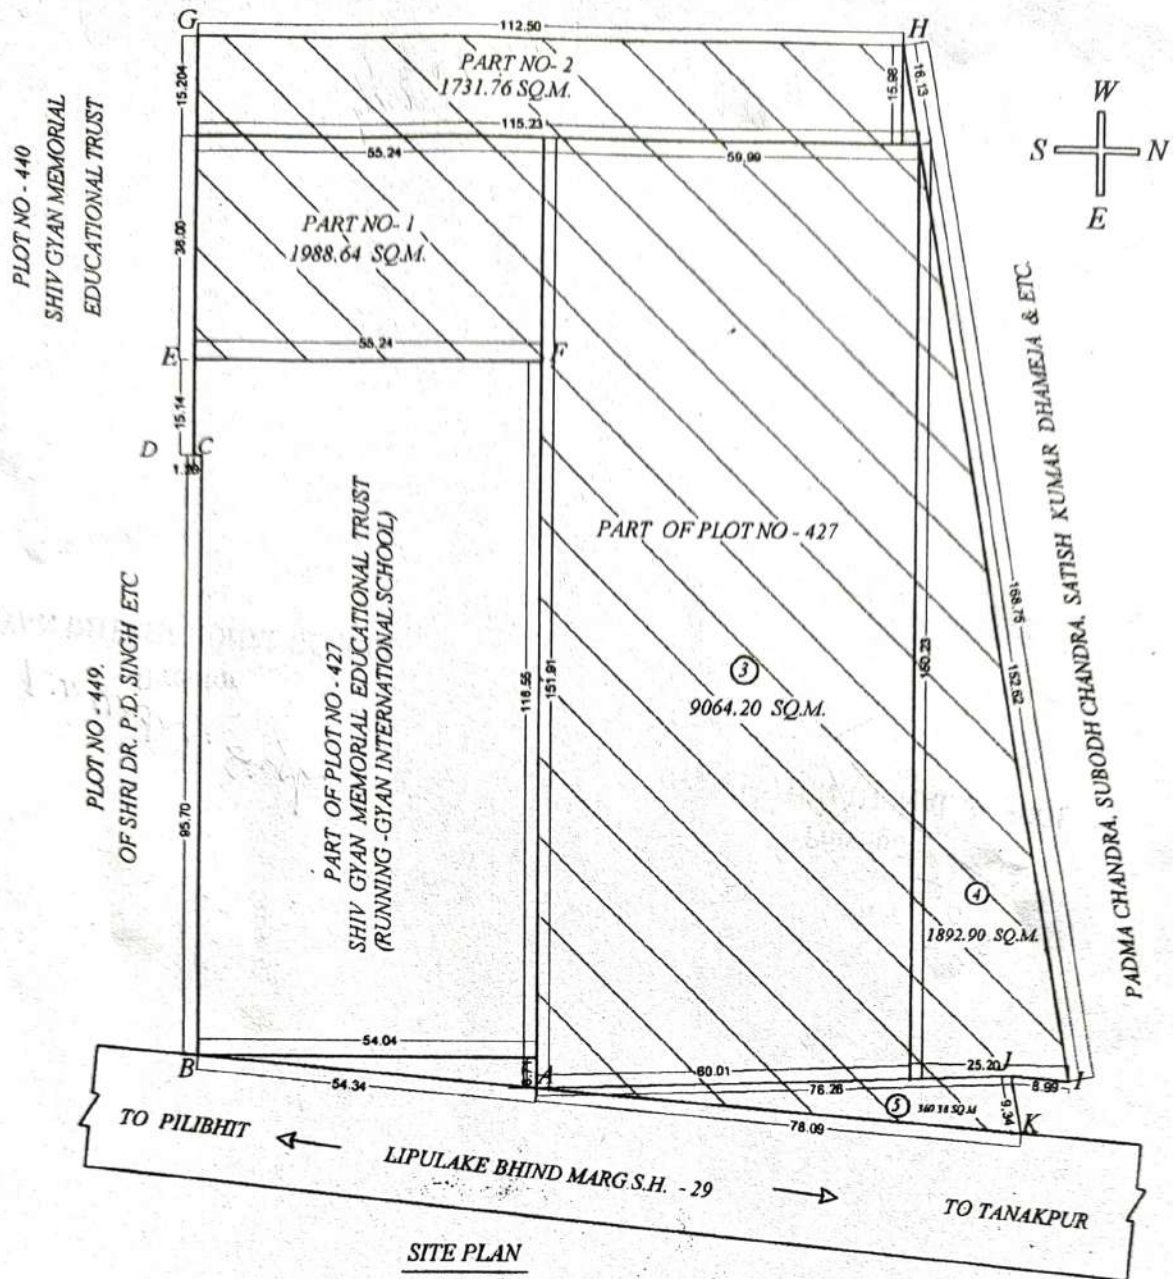 G
112.50
H
PART NO- 2
1731.76 SQ.M.
15.204
15.98
16.13
115.23
55.24
59.99
W
S
N
E
PLOT NO - 440
SHIV GYAN MEMORIAL
EDUCATIONAL TRUST
38.00
PART NO- 1
1988.64 SQ.M.
55.24
E
F
15.14
D
C
PLOT NO - 449.
OF SHRI DR. P.D. SINGH ETC
95.70
PART OF PLOT NO - 427
SHIV GYAN MEMORIAL EDUCATIONAL TRUST
(RUNNING -GYAN INTERNATIONAL SCHOOL)
118.55
151.91
PART OF PLOT NO - 427
3
9064.20 SQ.M.
150.23
168.75
152.62
PADMA CHANDRA, SUBODH CHANDRA, SATISH KUMAR DHAMEJA & ETC.
4
1892.90 SQ.M.
54.04
B
54.34
A
60.01
25.20
J
I
76.26
8.99
5
9.34
K
78.09
TO PILIBHIT
LIPULAKE BHIND MARG S.H. - 29
TO TANAKPUR
SITE PLAN